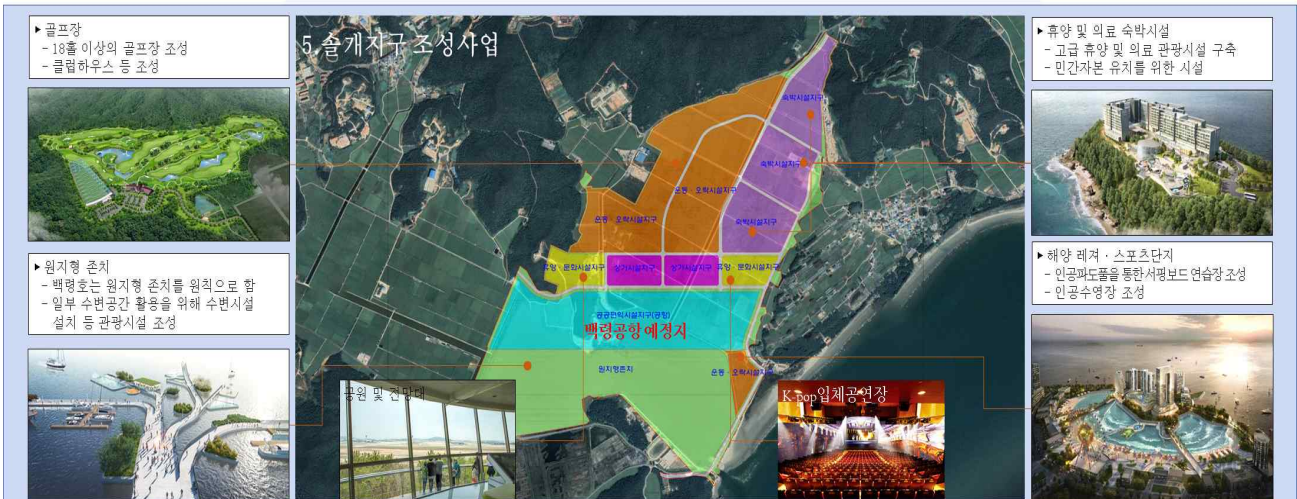 ▶ 골프장
- 18홀 이상의 골프장 조성
- 클럽하우스 등 조성
▶ 원지형 존치
- 백령호는 원지형 존치를 원칙으로 함
- 일부 수변공간 활용을 위해 수변시설
설치 등 관광시설 조성
5.솔개지구 조성사업
숙박시설지구
숙박시설지구
운동·오락시설지구
운동·오락시설지구
숙박시설지구
휴양·문화시설지구
상가시설지구
상가시설지구
휴양·문화시설지구
공공편익시설지구(공항)
백령공항 예정지
원지형존치
운동·오락시설지구
공원 및 전망대
K-pop입체공연장
▶ 휴양 및 의료 숙박시설
- 고급 휴양 및 의료 관광시설 구축
- 민간자본 유치를 위한 시설
▶ 해양 레져·스포츠단지
- 인공파도풀을 통한 서핑보드 연습장 조성
- 인공수영장 조성